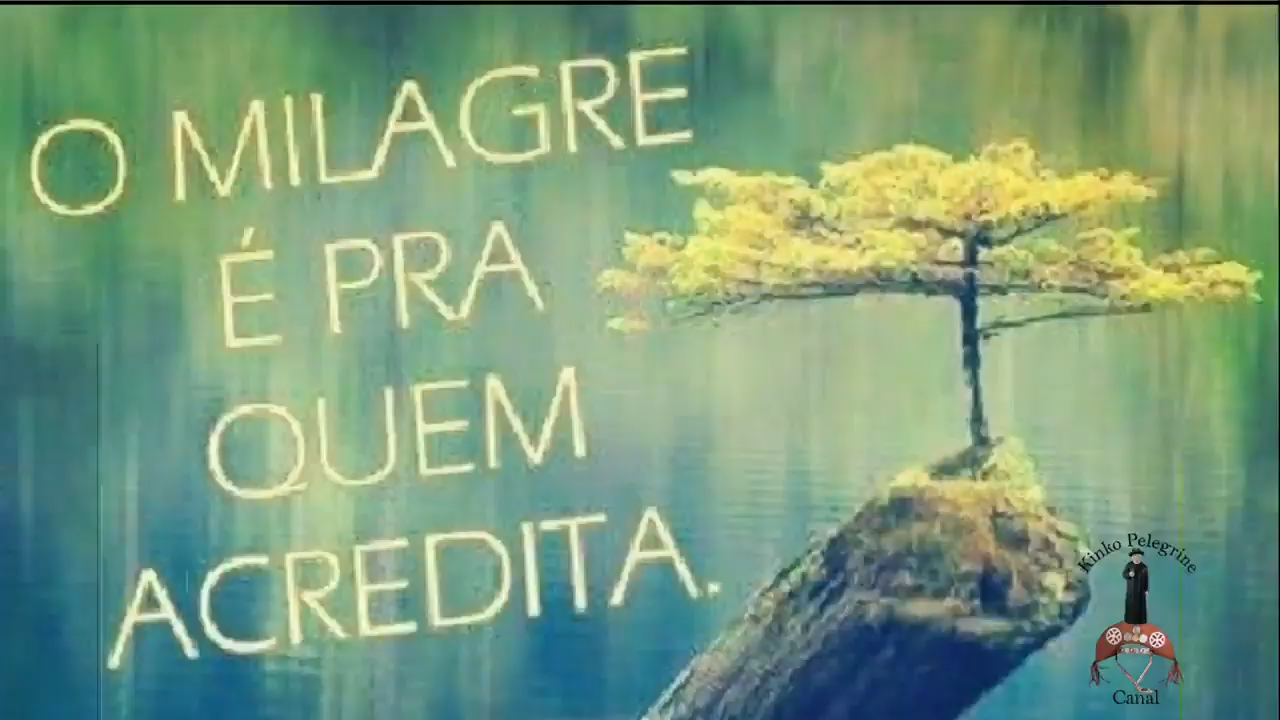 O MILAGRE
É PRA
QUEM
ACREDITA.
Kinko Pelegrine
Canal